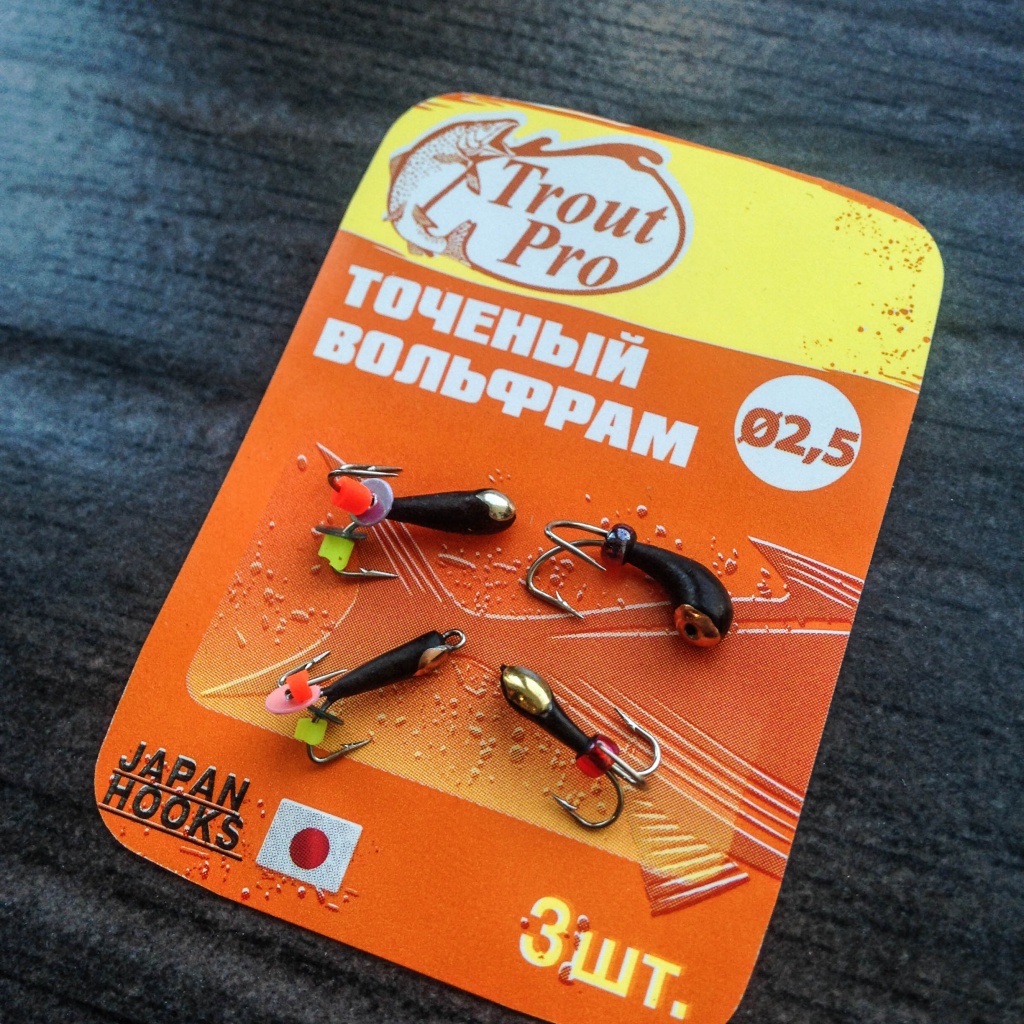 Trout
Pro
ТОЧЕНЫЙ
ВОЛЬФРАМ
Ø2,5
JAPAN
HOOKS
3шт.